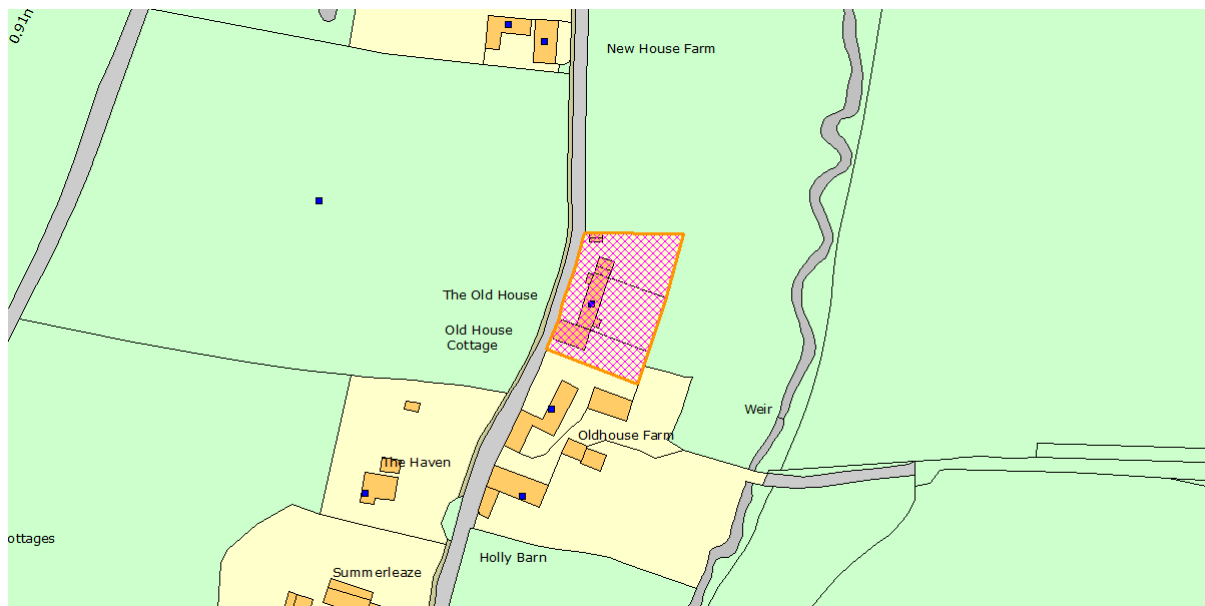 0.91
New House Farm
The Old House
Old House
Cottage
Weir
Oldhouse Farm
The Haven
ottages
Holly Barn
Summerleaze